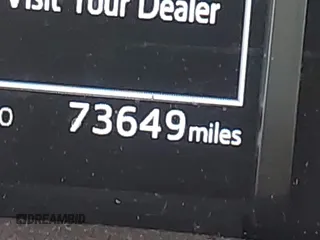 Visit Your Dealer
O 73649 miles
DREAMBID